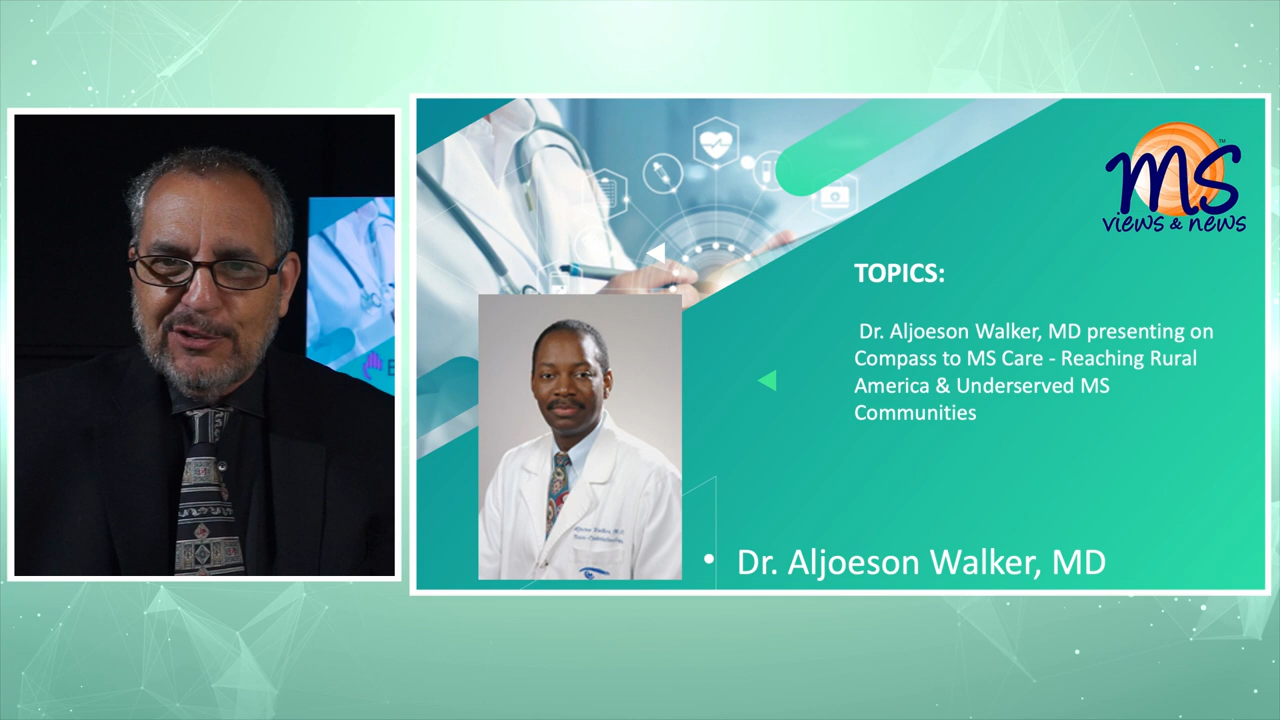 MS
™
views & news
TOPICS:
Dr. Aljoeson Walker, MD presenting on
Compass to MS Care - Reaching Rural
America & Underserved MS
Communities
• Dr. Aljoeson Walker, MD